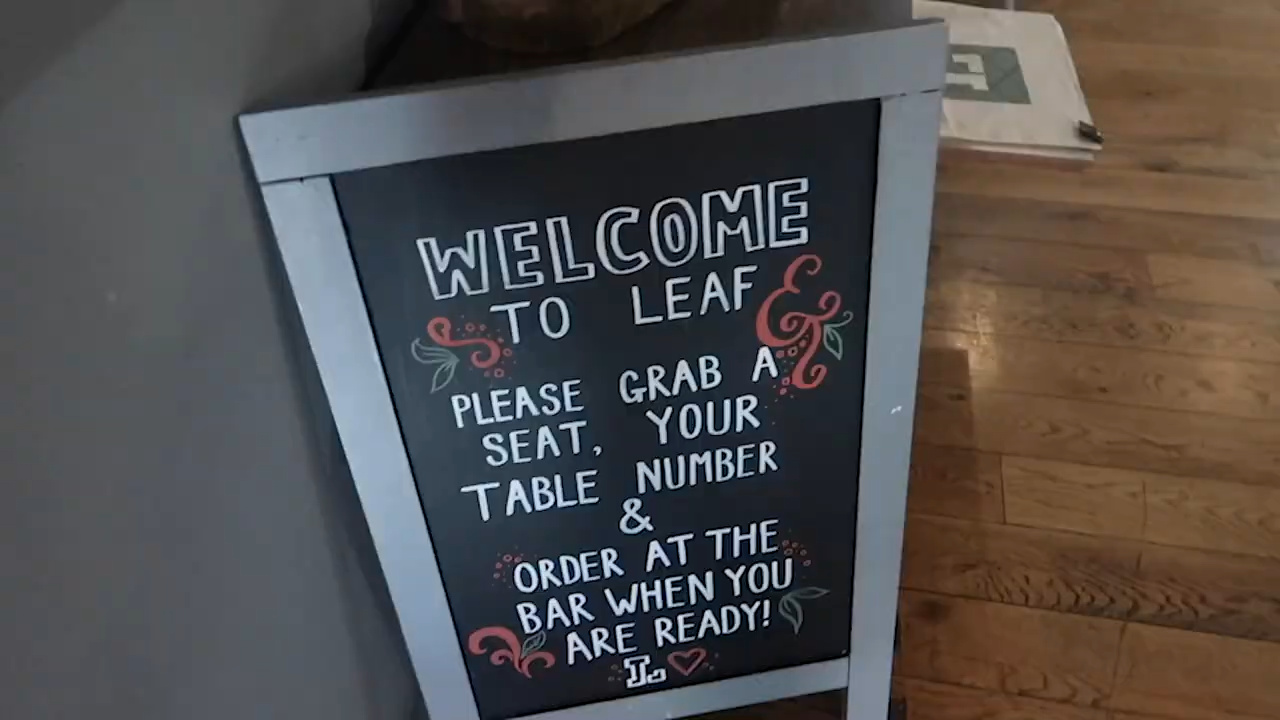 WELCOME
TO LEAF
PLEASE GRAB A
SEAT, YOUR
TABLE NUMBER
&
ORDER AT THE
BAR WHEN YOU
ARE READY!
L